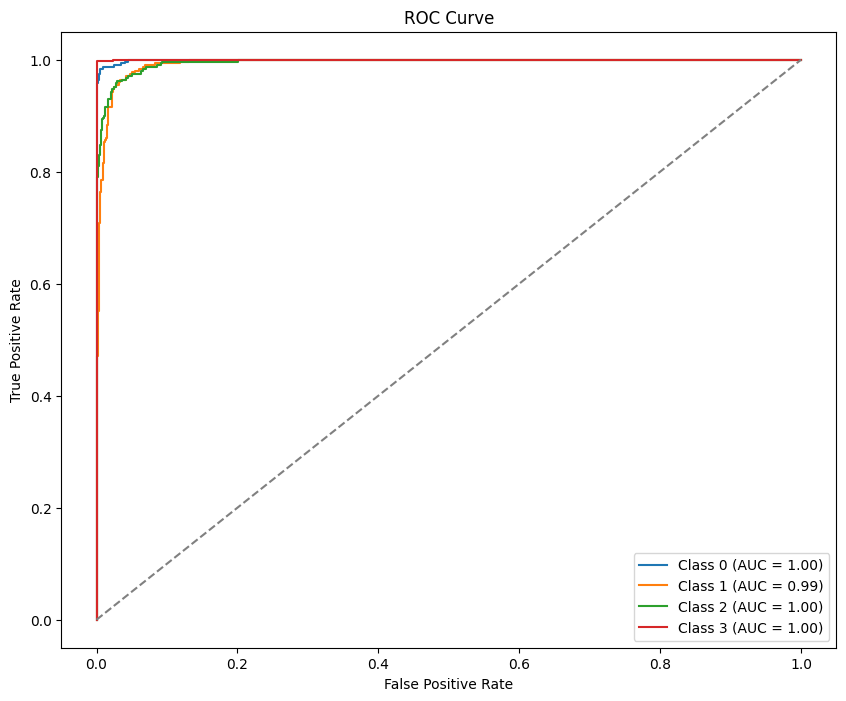 ROC Curve
True Positive Rate
1.0
0.8
0.6
0.4
0.2
0.0
0.0 0.2 0.4 0.6 0.8 1.0
False Positive Rate
Class 0 (AUC = 1.00)
Class 1 (AUC = 0.99)
Class 2 (AUC = 1.00)
Class 3 (AUC = 1.00)